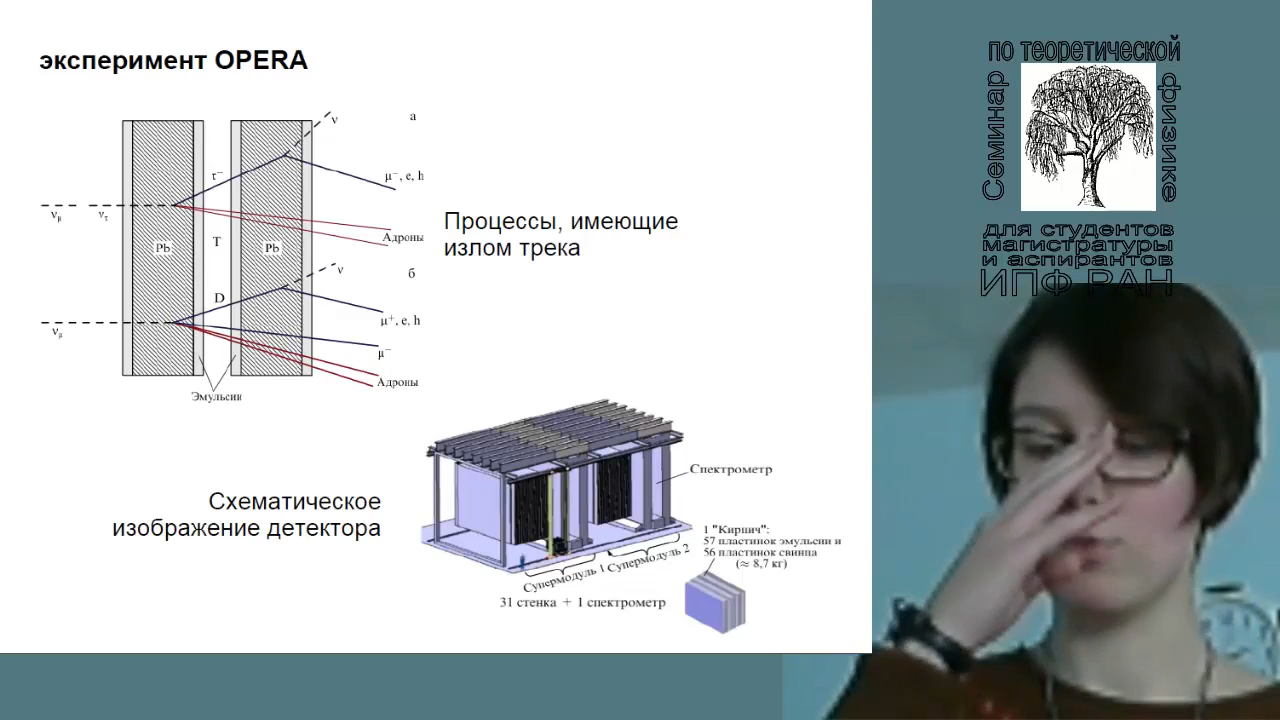 эксперимент OPERA
ν
а
τ⁻
μ⁻, e, h
ν_μ
ν_τ
Pb
T
Pb
Адроны
Процессы, имеющие
излом трека
ν
б
D
μ⁺, e, h
ν_μ
μ⁻
Адроны
Эмульсии
Схематическое
изображение детектора
Спектрометр
1 "Кирпич":
57 пластинок эмульсии и
56 пластинок свинца
(≈ 8,7 кг)
Супермодуль 1
Супермодуль 2
31 стенка + 1 спектрометр
Семинар
по теоретической
физике
для студентов
магистратуры
и аспирантов
ИПФ РАН